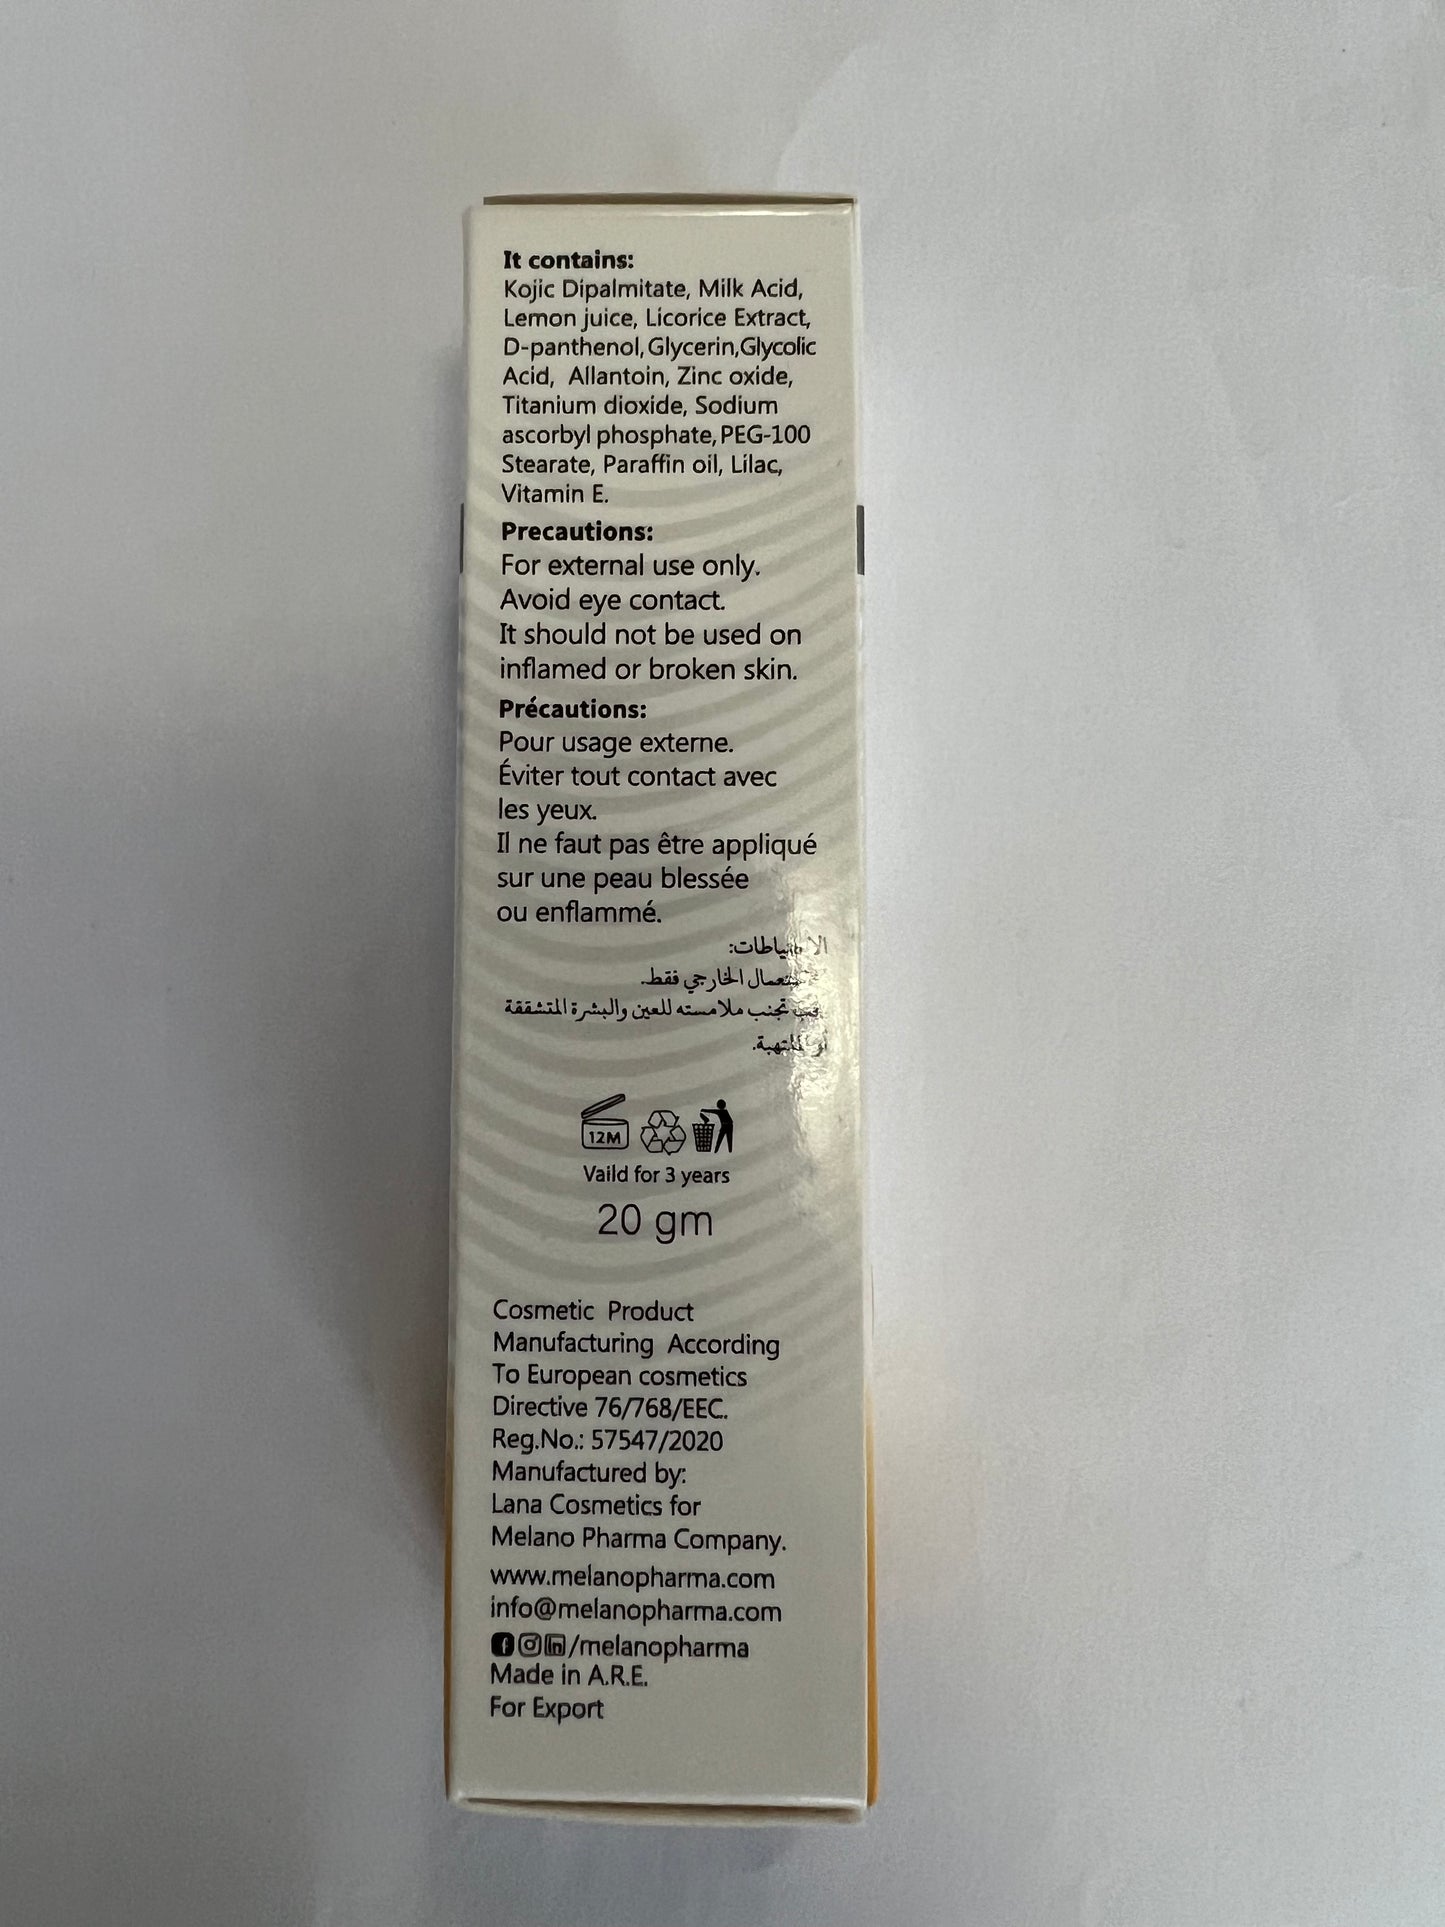 It contains:
Kojic Dipalmitate, Milk Acid,
Lemon juice, Licorice Extract,
D-panthenol, Glycerin,Glycolic
Acid, Allantoin, Zinc oxide,
Titanium dioxide, Sodium
ascorbyl phosphate, PEG-100
Stearate, Paraffin oil, Lilac,
Vitamin E.
Precautions:
For external use only.
Avoid eye contact.
It should not be used on
inflamed or broken skin.
Précautions:
Pour usage externe.
Éviter tout contact avec
les yeux.
Il ne faut pas être appliqué
sur une peau blessée
ou enflammé.
الخارجي فقط.
تجنب ملامسته للعين والبشرة المتشققة
12M
Vaild for 3 years
20 gm
Cosmetic Product
Manufacturing According
To European cosmetics
Directive 76/768/EEC.
Reg.No.: 57547/2020
Manufactured by:
Lana Cosmetics for
Melano Pharma Company.
www.melanopharma.com
info@melanopharma.com
/melanopharma
Made in A.R.E.
For Export